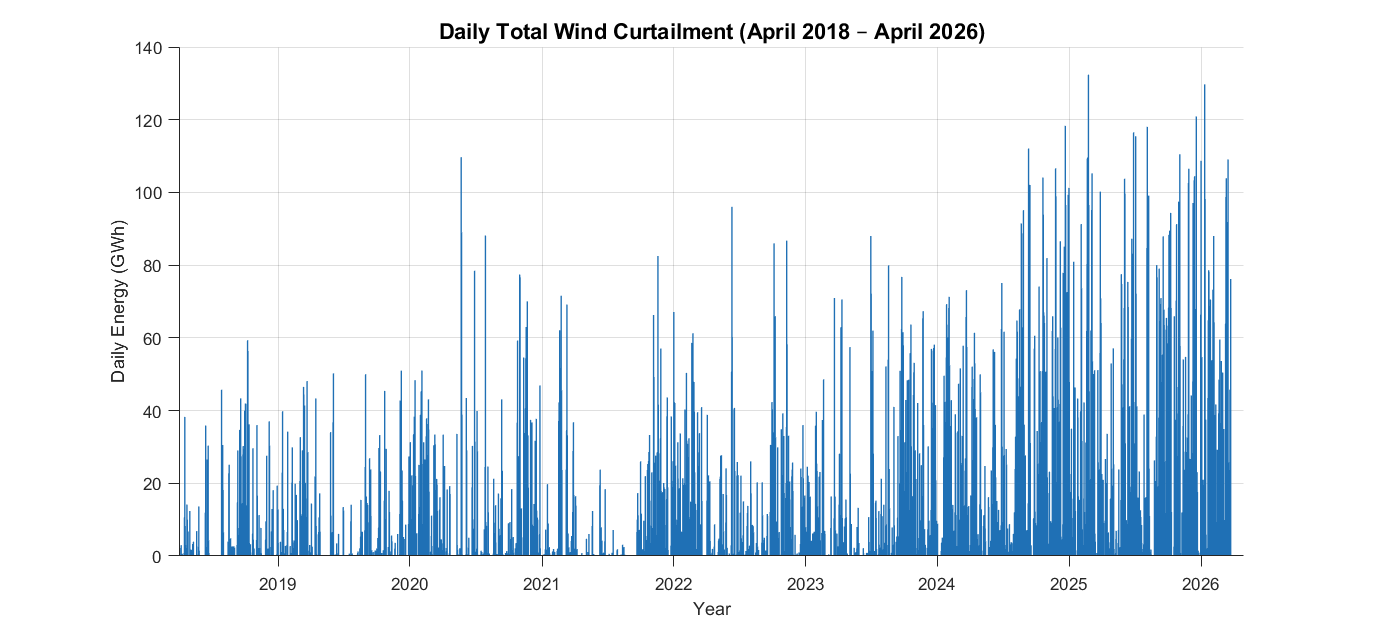 Daily Total Wind Curtailment (April 2018 – April 2026)
140
120
100
80
60
40
20
0
Daily Energy (GWh)
2019 2020 2021 2022 2023 2024 2025 2026
Year